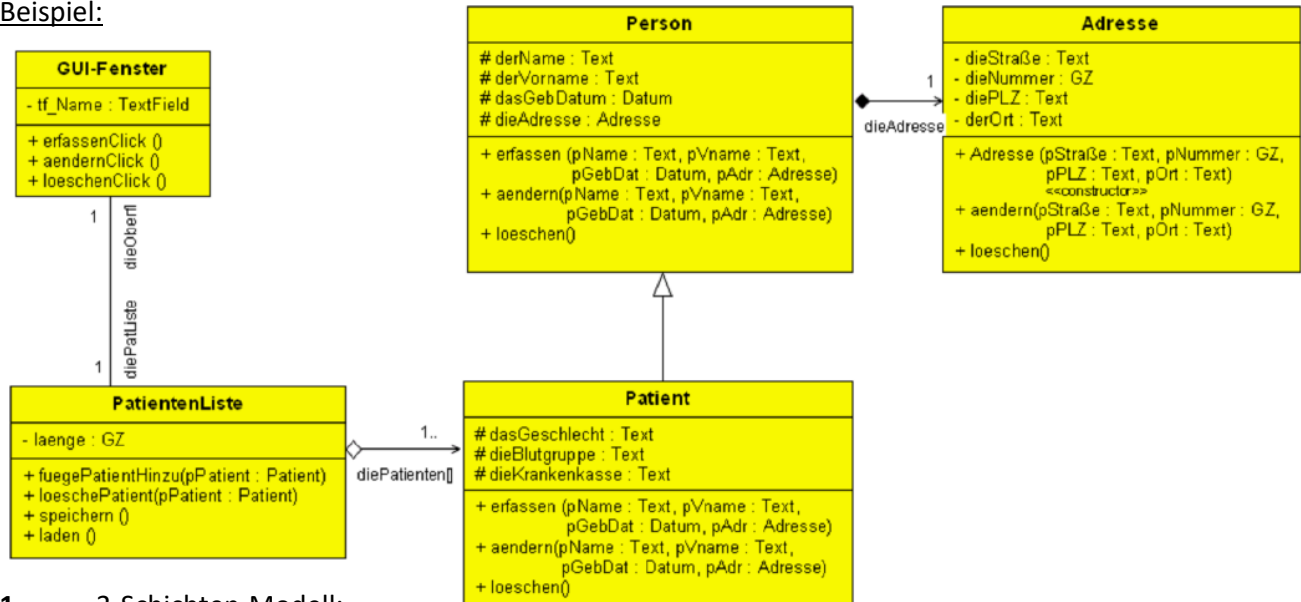 Beispiel:
GUI-Fenster
- tf_Name : TextField
+ erfassenClick ()
+ aendernClick ()
+ loeschenClick ()
1
dieOberfl
diePatListe
1
PatientenListe
- laenge : GZ
+ fuegePatientHinzu(pPatient : Patient)
+ loeschePatient(pPatient : Patient)
+ speichern ()
+ laden ()
1..
diePatienten[]
Person
# derName : Text
# derVorname : Text
# dasGebDatum : Datum
# dieAdresse : Adresse
+ erfassen (pName : Text, pVname : Text,
pGebDat : Datum, pAdr : Adresse)
+ aendern(pName : Text, pVname : Text,
pGebDat : Datum, pAdr : Adresse)
+ loeschen()
1
dieAdresse
Adresse
- dieStraße : Text
- dieNummer : GZ
- diePLZ : Text
- derOrt : Text
+ Adresse (pStraße : Text, pNummer : GZ,
pPLZ : Text, pOrt : Text)
<<constructor>>
+ aendern(pStraße : Text, pNummer : GZ,
pPLZ : Text, pOrt : Text)
+ loeschen()
Patient
# dasGeschlecht : Text
# dieBlutgruppe : Text
# dieKrankenkasse : Text
+ erfassen (pName : Text, pVname : Text,
pGebDat : Datum, pAdr : Adresse)
+ aendern(pName : Text, pVname : Text,
pGebDat : Datum, pAdr : Adresse)
+ loeschen()